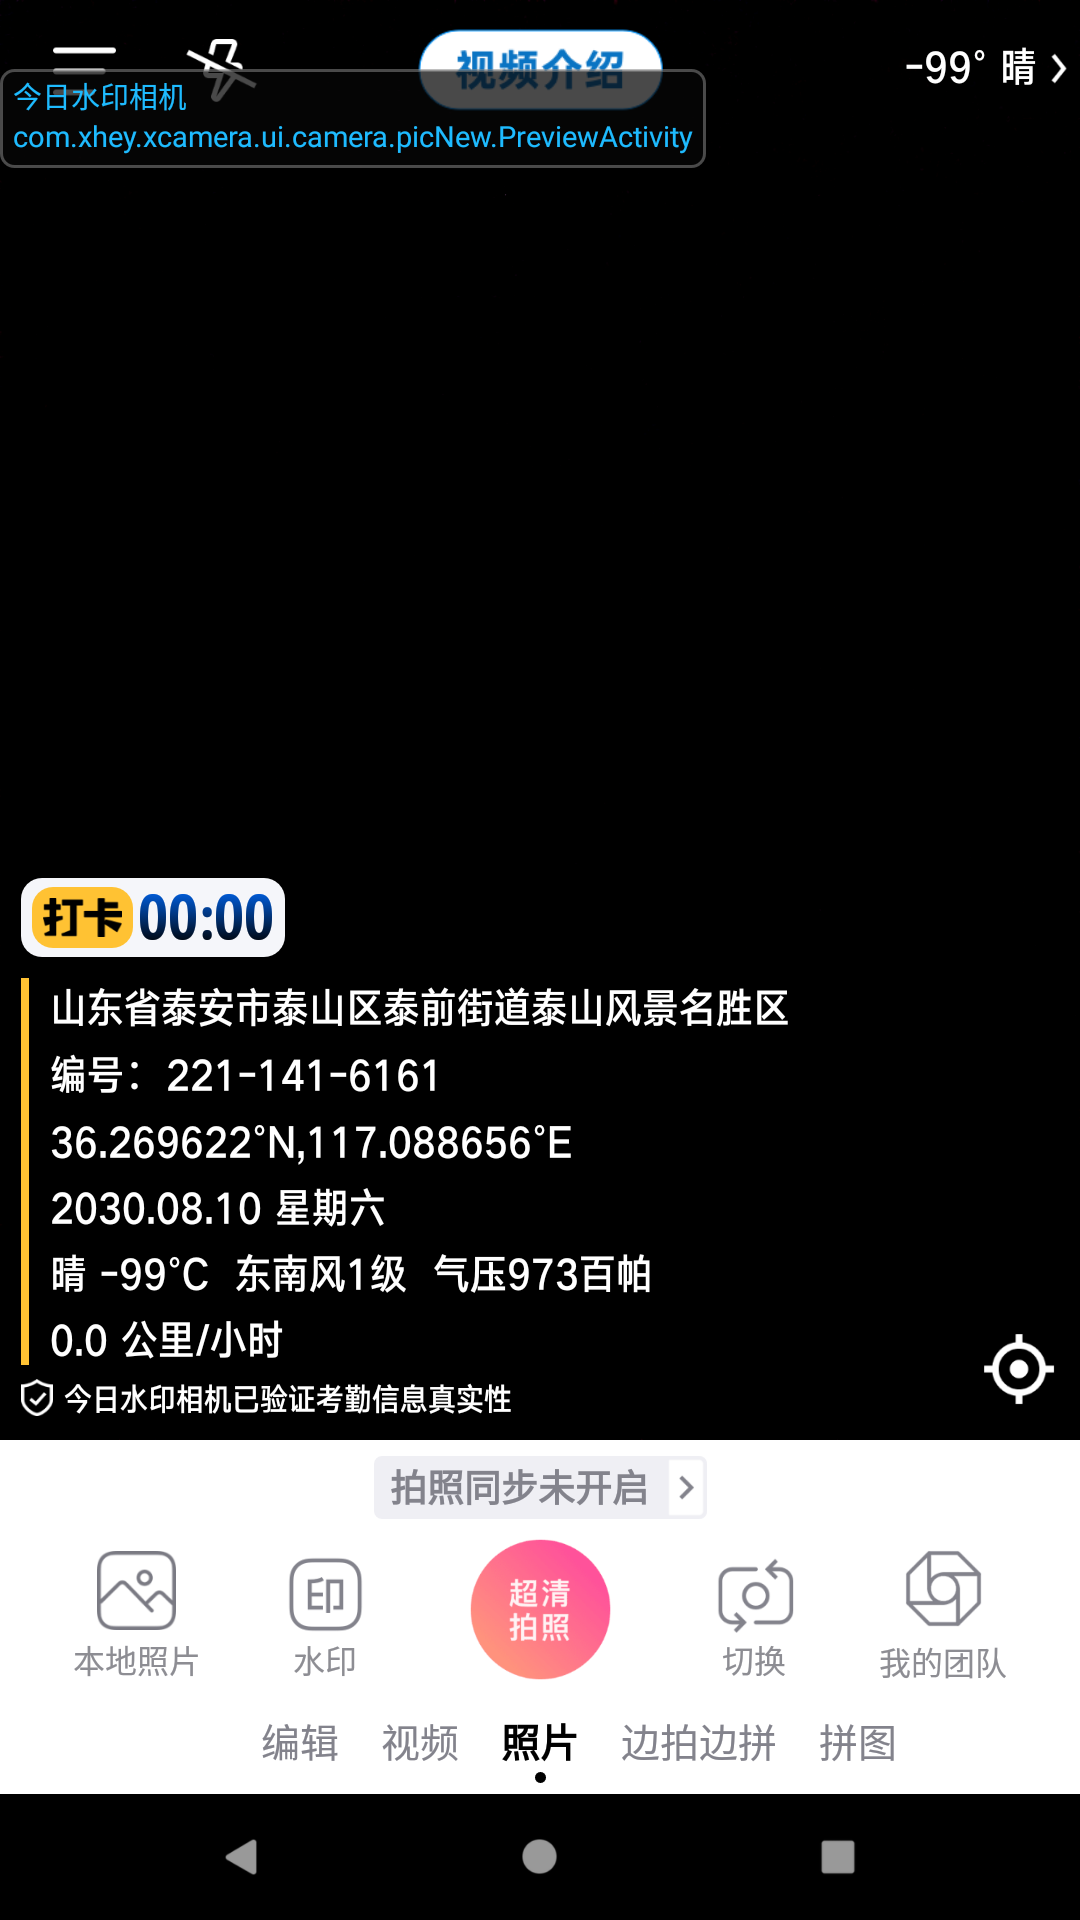 视频介绍
-99° 晴
今日水印相机
com.xhey.xcamera.ui.camera.picNew.PreviewActivity
打卡 00:00
山东省泰安市泰山区泰前街道泰山风景名胜区
编号：221-141-6161
36.269622°N,117.088656°E
2030.08.10 星期六
晴 -99°C 东南风1级 气压973百帕
0.0 公里/小时
今日水印相机已验证考勤信息真实性
拍照同步未开启
超清
拍照
印
本地照片 水印 切换 我的团队
编辑 视频 照片 边拍边拼 拼图